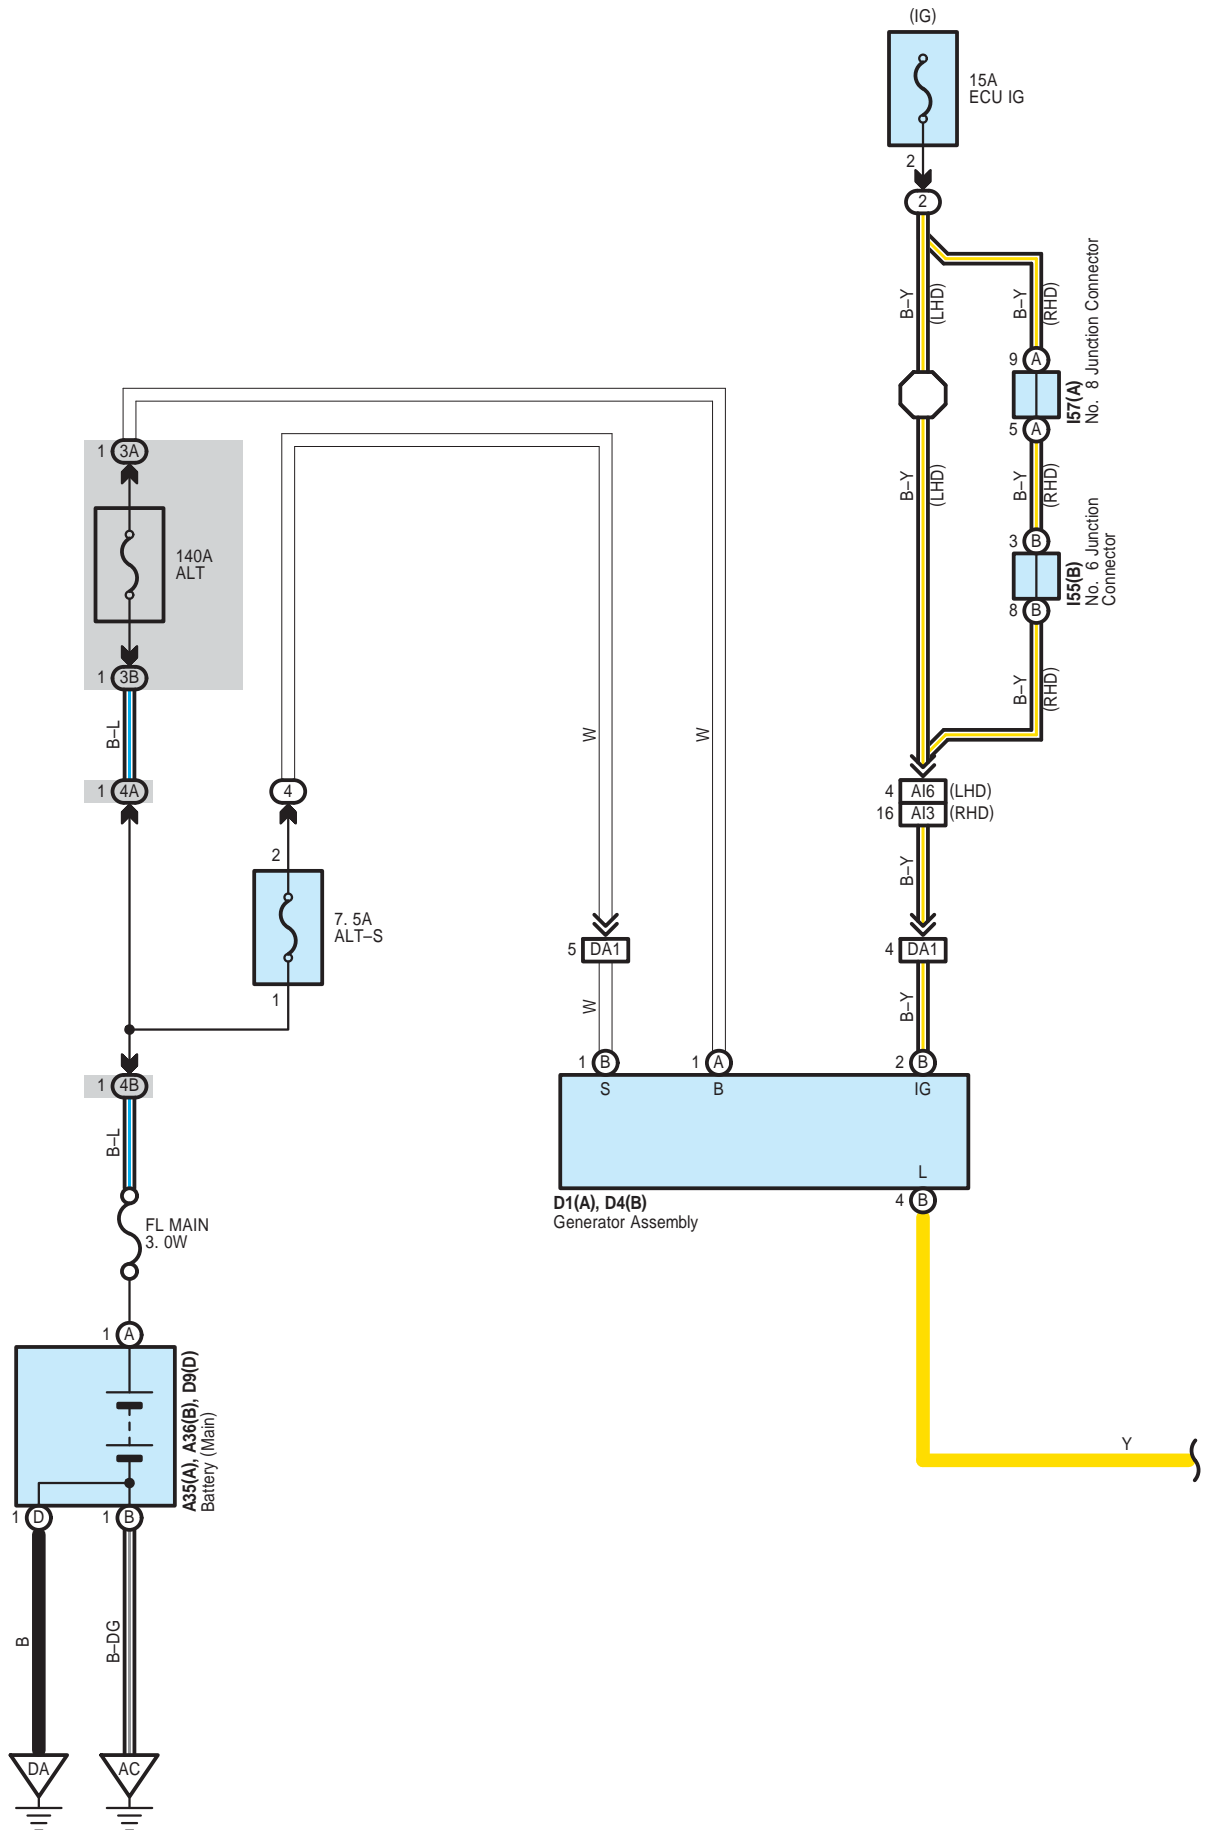 (IG)
15A
ECU IG
2
2
B–Y
(LHD)
B–Y
(RHD)
9 A
I57(A)
No. 8 Junction Connector
5 A
B–Y
(LHD)
B–Y
(RHD)
3 B
I55(B)
No. 6 Junction
Connector
8 B
B–Y
(RHD)
1 3A
140A
ALT
1 3B
B–L
1 4A
4
2
7. 5A
ALT–S
1
W
W
4 AI6 (LHD)
16 AI3 (RHD)
B–Y
5 DA1
4 DA1
W
B–Y
1 B
1 A
2 B
S
B
IG
L
4 B
D1(A), D4(B)
Generator Assembly
1 4B
B–L
FL MAIN
3. 0W
1 A
A35(A), A36(B), D9(D)
Battery (Main)
1 D
1 B
Y
B
B–DG
DA
AC